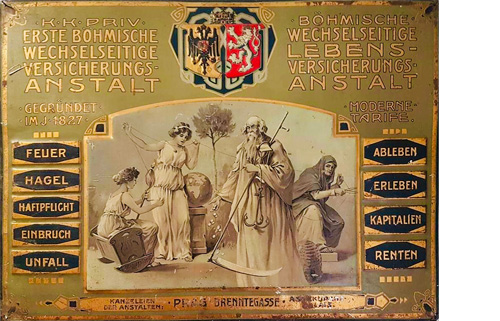 K.K. PRIV.
ERSTE BÖHMISCHE
WECHSELSEITIGE
VERSICHERUNGS-
ANSTALT
GEGRÜNDET
IM J. 1827.
BÖHMISCHE
WECHSELSEITIGE
LEBENS-
VERSICHERUNGS-
ANSTALT
MODERNE
TARIFE.
FEUER
HAGEL
HAFTPFLICHT
EINBRUCH
UNFALL
ABLEBEN
ERLEBEN
KAPITALIEN
RENTEN
KANZLEIEN
DER ANSTALTEN:
PRAG BRENNTEGASSE